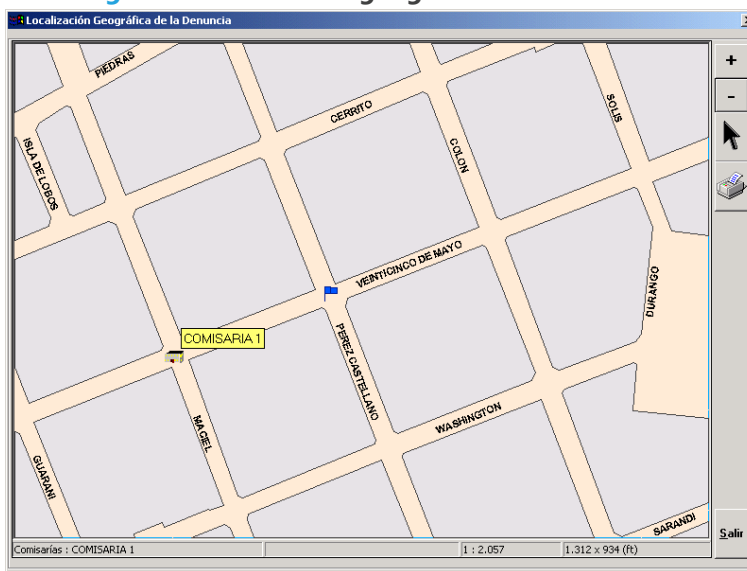 Localización Geográfica de la Denuncia
PIEDRAS
CERRITO
SOLIS
ISLA DE LOBOS
COLON
VEINTICINCO DE MAYO
DURANGO
COMISARIA 1
PEREZ CASTELLANO
MACIEL
WASHINGTON
GUARANI
SARANDI
+
-
Salir
Comisarías : COMISARIA 1
1 : 2.057
1.312 x 934 (ft)